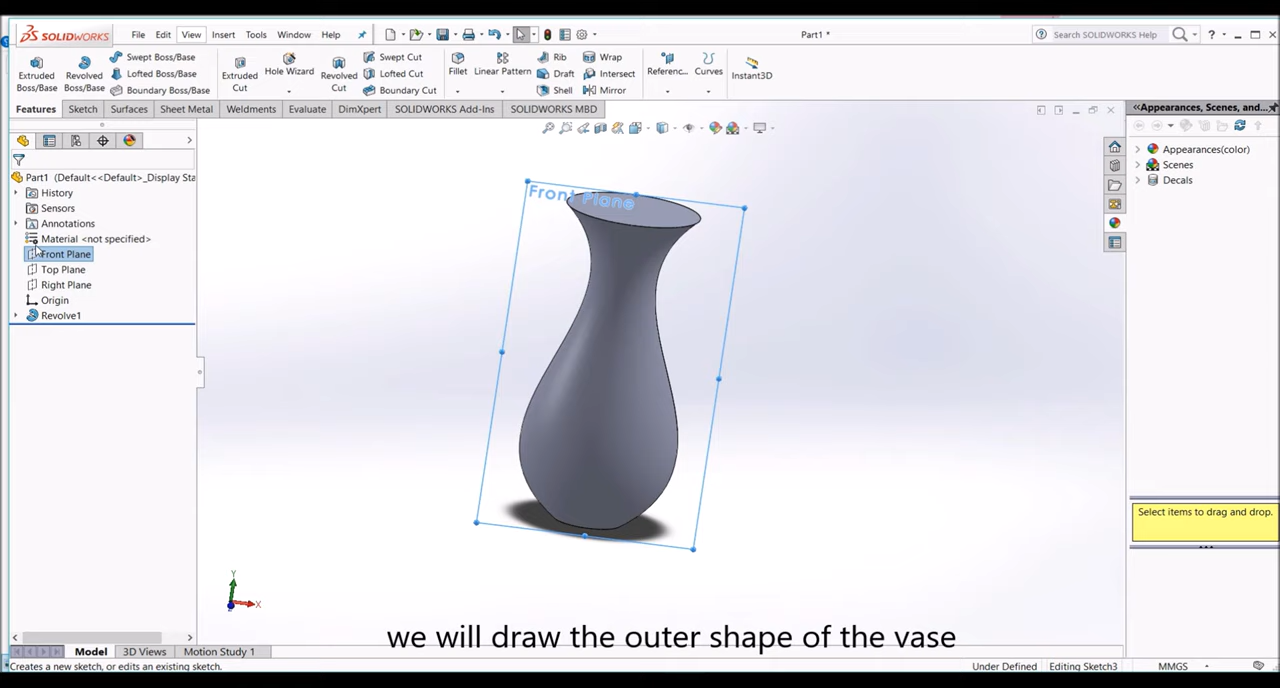 SOLIDWORKS File Edit View Insert Tools Window Help Part1 * SOLIDWORKS Help ?
Extruded Boss/Base Revolved Boss/Base Swept Boss/Base Lofted Boss/Base Boundary Boss/Base Extruded Cut Hole Wizard Revolved Cut Swept Cut Lofted Cut Boundary Cut Fillet Linear Pattern Rib Draft Shell Wrap Intersect Mirror Referenc... Curves Instant3D
Features Sketch Surfaces Sheet Metal Weldments Evaluate DimXpert SOLIDWORKS Add-Ins SOLIDWORKS MBD
Part1 (Default<<Default>_Display Sta
History
Sensors
Annotations
Material <not specified>
Front Plane
Top Plane
Right Plane
Origin
Revolve1
Front Plane
Y
X
Appearances, Scenes, and...
Appearances(color)
Scenes
Decals
Select items to drag and drop.
we will draw the outer shape of the vase
Model 3D Views Motion Study 1
Creates a new sketch, or edits an existing sketch. Under Defined Editing Sketch3 MMGS